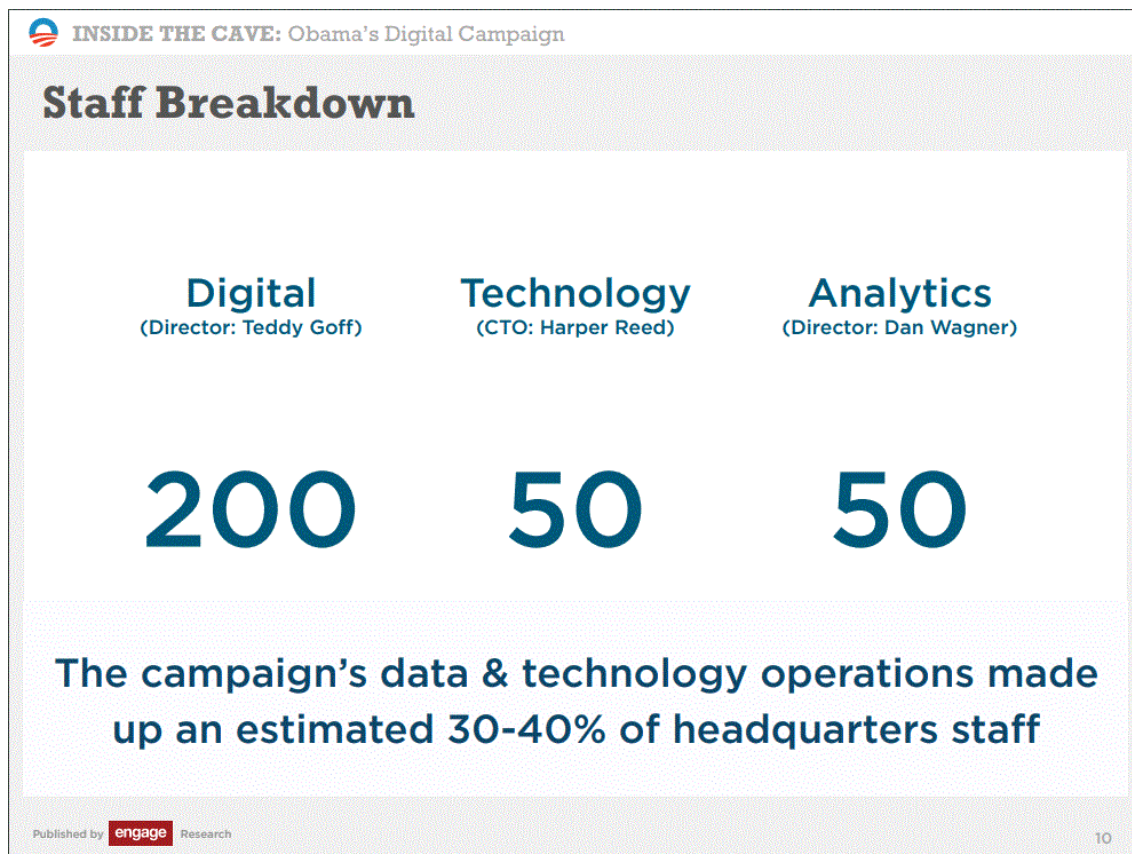 INSIDE THE CAVE: Obama's Digital Campaign
Staff Breakdown
Digital
(Director: Teddy Goff)
200
Technology
(CTO: Harper Reed)
50
Analytics
(Director: Dan Wagner)
50
The campaign's data & technology operations made
up an estimated 30-40% of headquarters staff
Published by engage Research
10